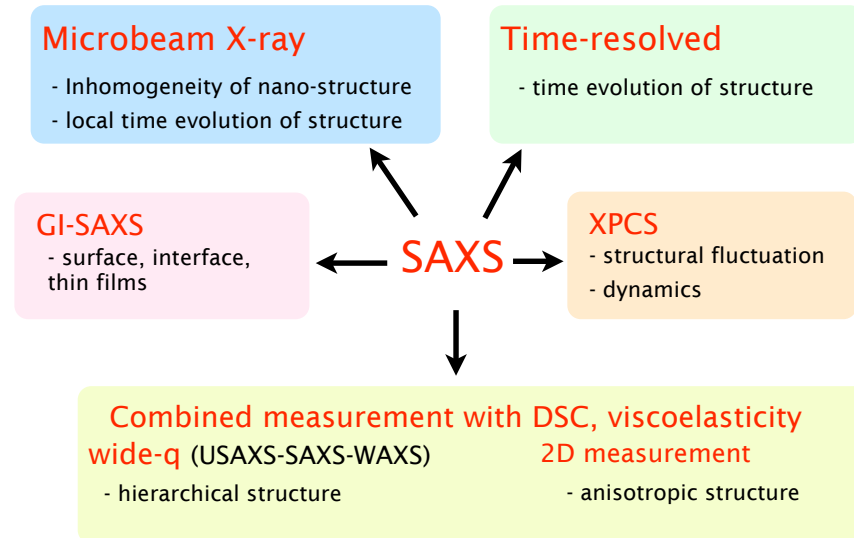 Microbeam X-ray
- Inhomogeneity of nano-structure
- local time evolution of structure
Time-resolved
- time evolution of structure
GI-SAXS
- surface, interface,
thin films
SAXS
XPCS
- structural fluctuation
- dynamics
Combined measurement with DSC, viscoelasticity
wide-q (USAXS-SAXS-WAXS)
- hierarchical structure
2D measurement
- anisotropic structure